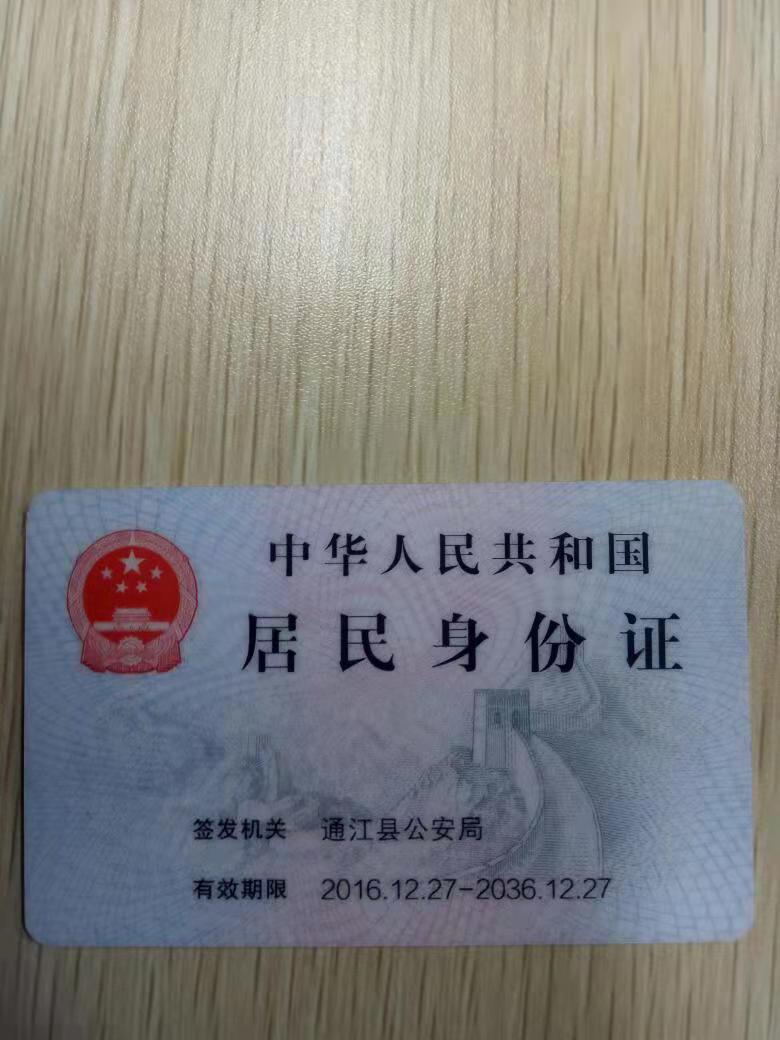 中华人民共和国
居民身份证
签发机关 通江县公安局
有效期限 2016.12.27-2036.12.27